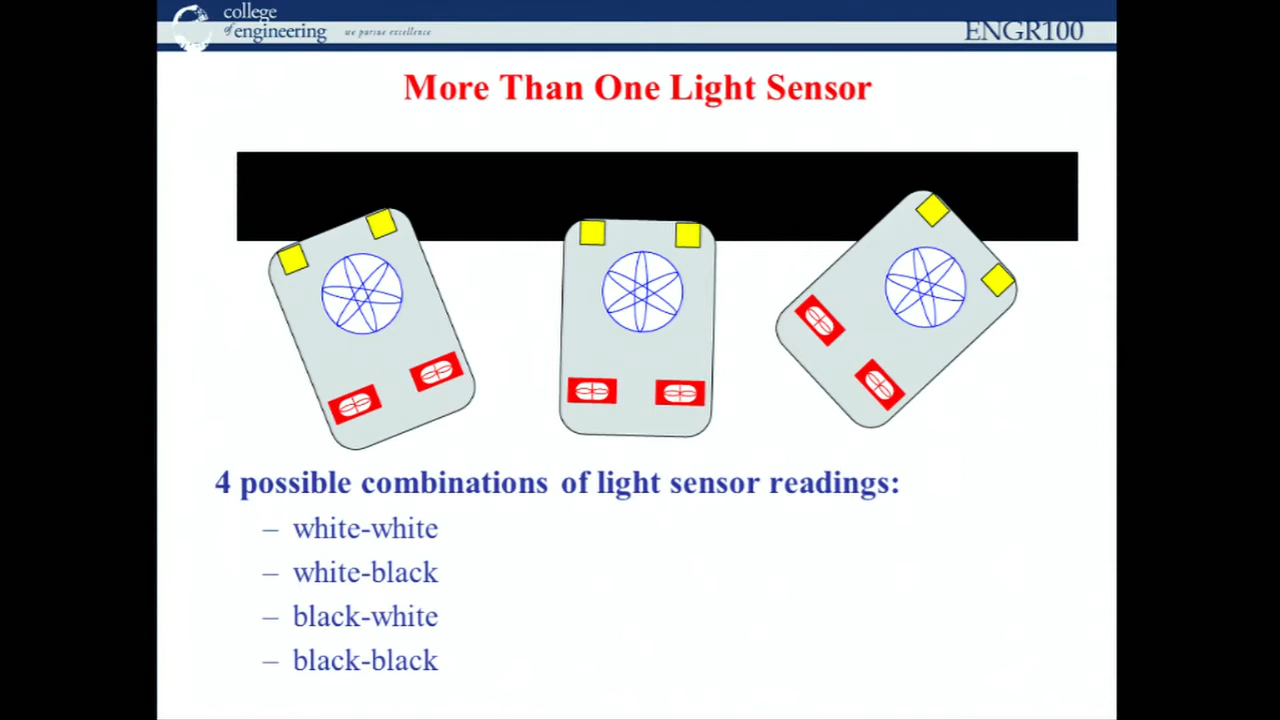 college
of engineering we pursue excellence
ENGR100
More Than One Light Sensor
4 possible combinations of light sensor readings:
– white-white
– white-black
– black-white
– black-black